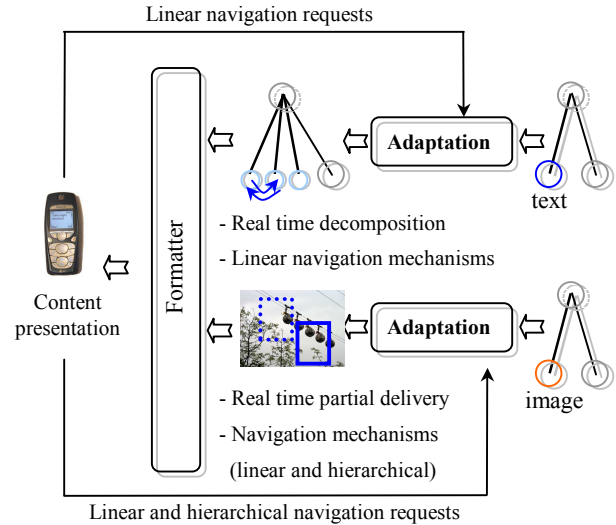 Linear navigation requests
Adaptation
text
- Real time decomposition
- Linear navigation mechanisms
Formatter
Content
presentation
Adaptation
image
- Real time partial delivery
- Navigation mechanisms
(linear and hierarchical)
Linear and hierarchical navigation requests